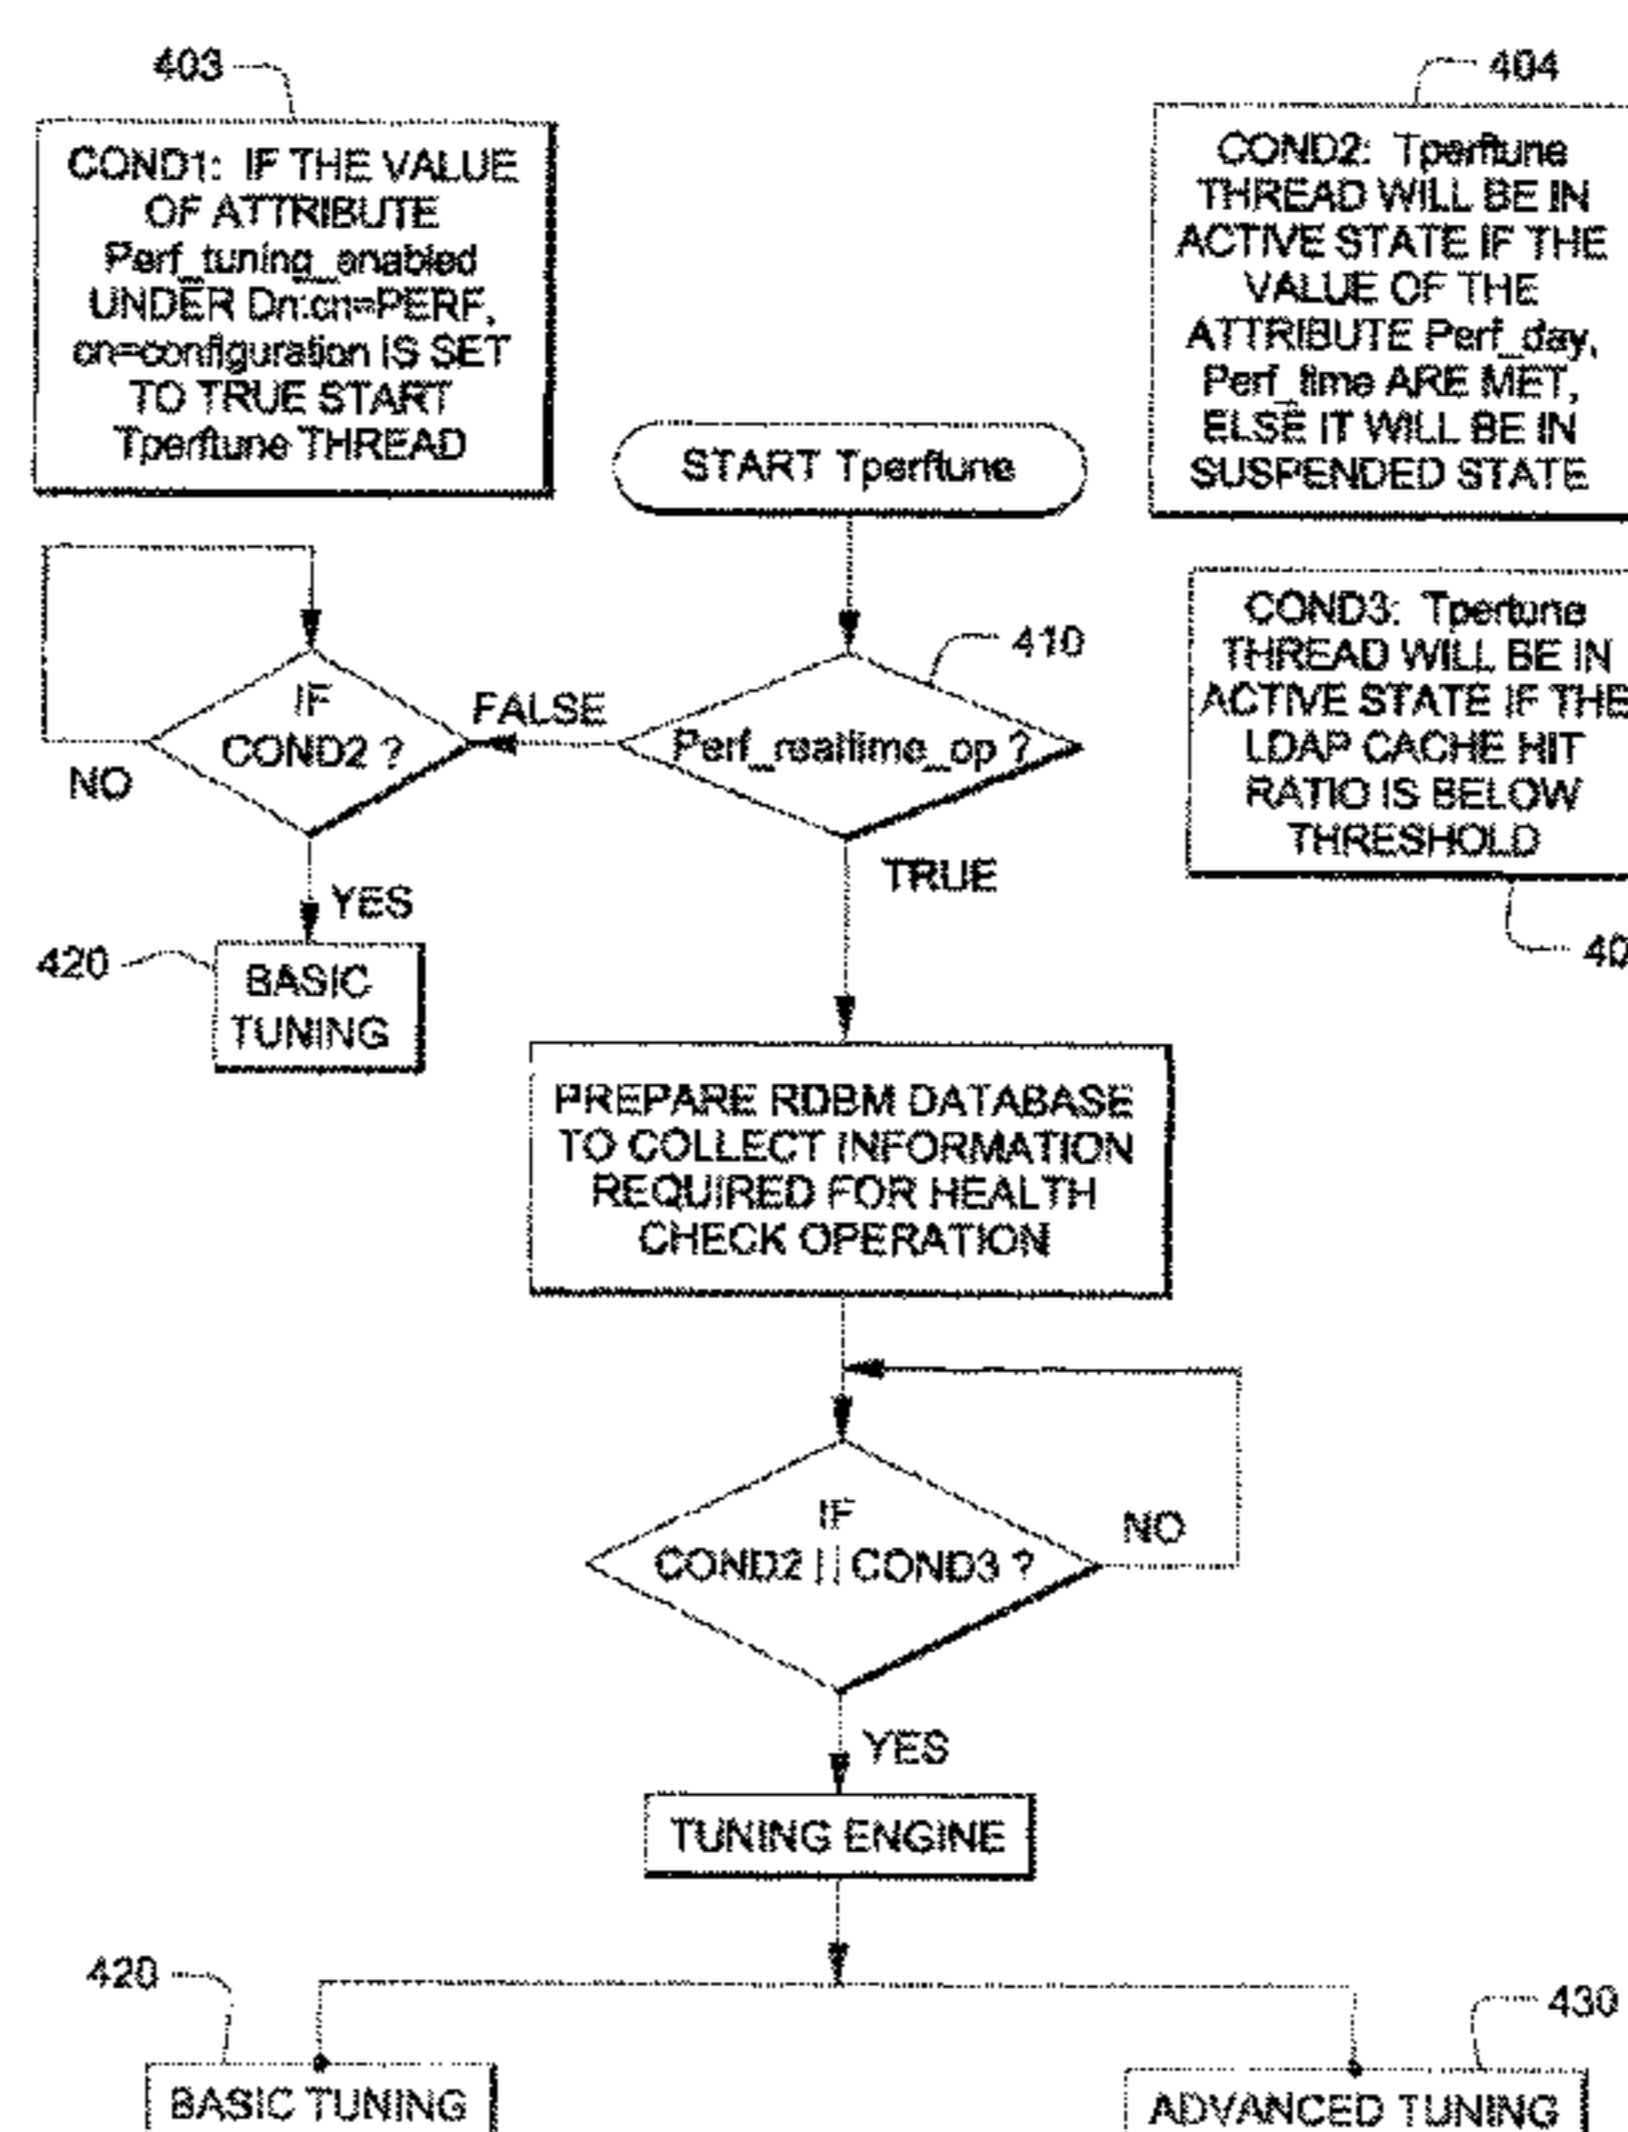 403
COND1: IF THE VALUE
OF ATTRIBUTE
Perf_tuning_enabled
UNDER Dn:cn=PERF,
cn=configuration IS SET
TO TRUE START
Tperftune THREAD
404
COND2: Tperftune
THREAD WILL BE IN
ACTIVE STATE IF THE
VALUE OF THE
ATTRIBUTE Perf_day,
Perf_time ARE MET,
ELSE IT WILL BE IN
SUSPENDED STATE
START Tperftune
COND3: Tpertune
THREAD WILL BE IN
ACTIVE STATE IF THE
LDAP CACHE HIT
RATIO IS BELOW
THRESHOLD
40
410
Perf_realtime_op ?
FALSE
TRUE
IF
COND2 ?
NO
YES
420
BASIC
TUNING
PREPARE RDBM DATABASE
TO COLLECT INFORMATION
REQUIRED FOR HEALTH
CHECK OPERATION
IF
COND2 || COND3 ?
NO
YES
TUNING ENGINE
420
BASIC TUNING
430
ADVANCED TUNING